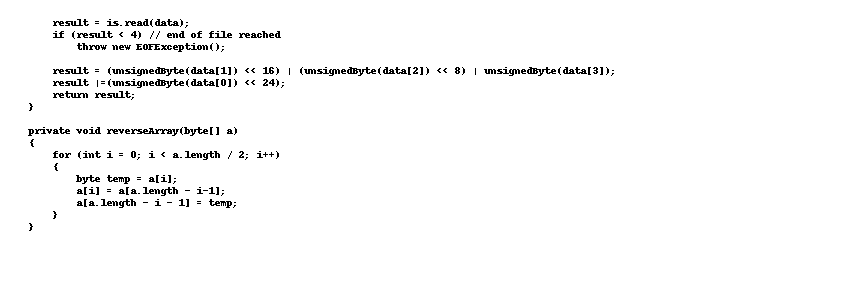 result = is.read(data);
if (result < 4) // end of file reached
throw new EOFException();
result = (unsignedByte(data[1]) << 16) | (unsignedByte(data[2]) << 8) | unsignedByte(data[3]);
result |=(unsignedByte(data[0]) << 24);
return result;
}
private void reverseArray(byte[] a)
{
for (int i = 0; i < a.length / 2; i++)
{
byte temp = a[i];
a[i] = a[a.length - i-1];
a[a.length - i - 1] = temp;
}
}